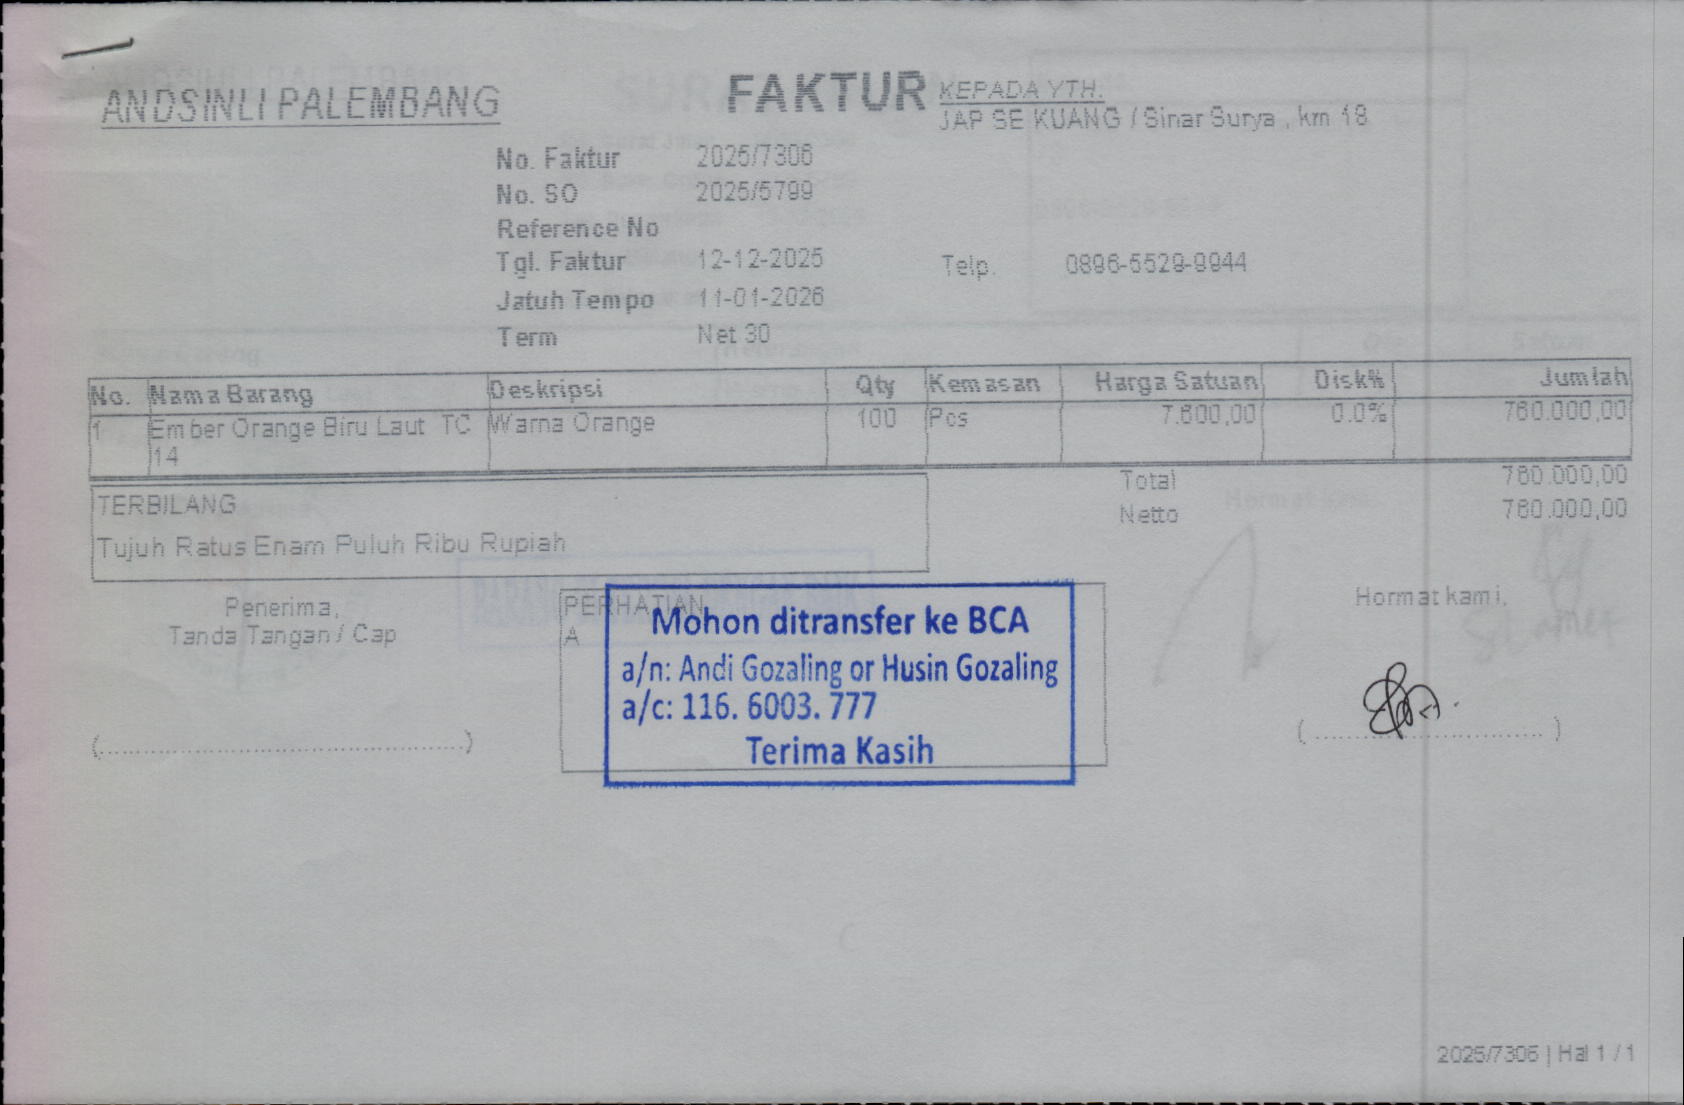 ANDSINLI PALEMBANG
FAKTUR
KEPADA YTH.
JAP SE KUANG / Sinar Surya , km 18
No. Faktur 2025/7306
No. SO 2025/5799
Reference No
Tgl. Faktur 12-12-2025
Telp. 0896-5529-9944
Jatuh Tempo 11-01-2026
Term Net 30
No. Nama Barang Deskripsi Qty Kemasan Harga Satuan Disk% Jumlah
1 Ember Orange Biru Laut TC Warna Orange 100 Pcs 7.600,00 0.0% 760.000,00
14
Total 760.000,00
Netto 760.000,00
TERBILANG
Tujuh Ratus Enam Puluh Ribu Rupiah
Penerima,
Tanda Tangan / Cap
(..........................................)
PERHATIAN
A
Mohon ditransfer ke BCA
a/n: Andi Gozaling or Husin Gozaling
a/c: 116. 6003. 777
Terima Kasih
Hormat kami,
(..........................)
2025/7306 | Hal 1 / 1